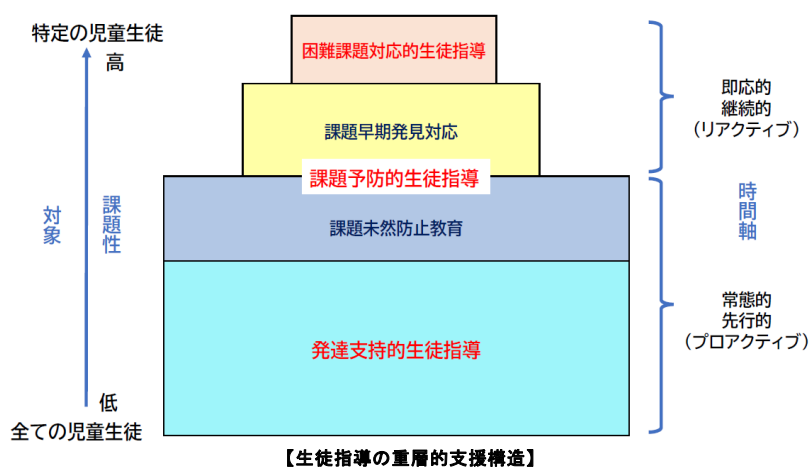 特定の児童生徒
高
困難課題対応的生徒指導
即応的
継続的
(リアクティブ)
課題早期発見対応
課題予防的生徒指導
対象
課題性
時間軸
課題未然防止教育
常態的
先行的
(プロアクティブ)
発達支持的生徒指導
低
全ての児童生徒
【生徒指導の重層的支援構造】